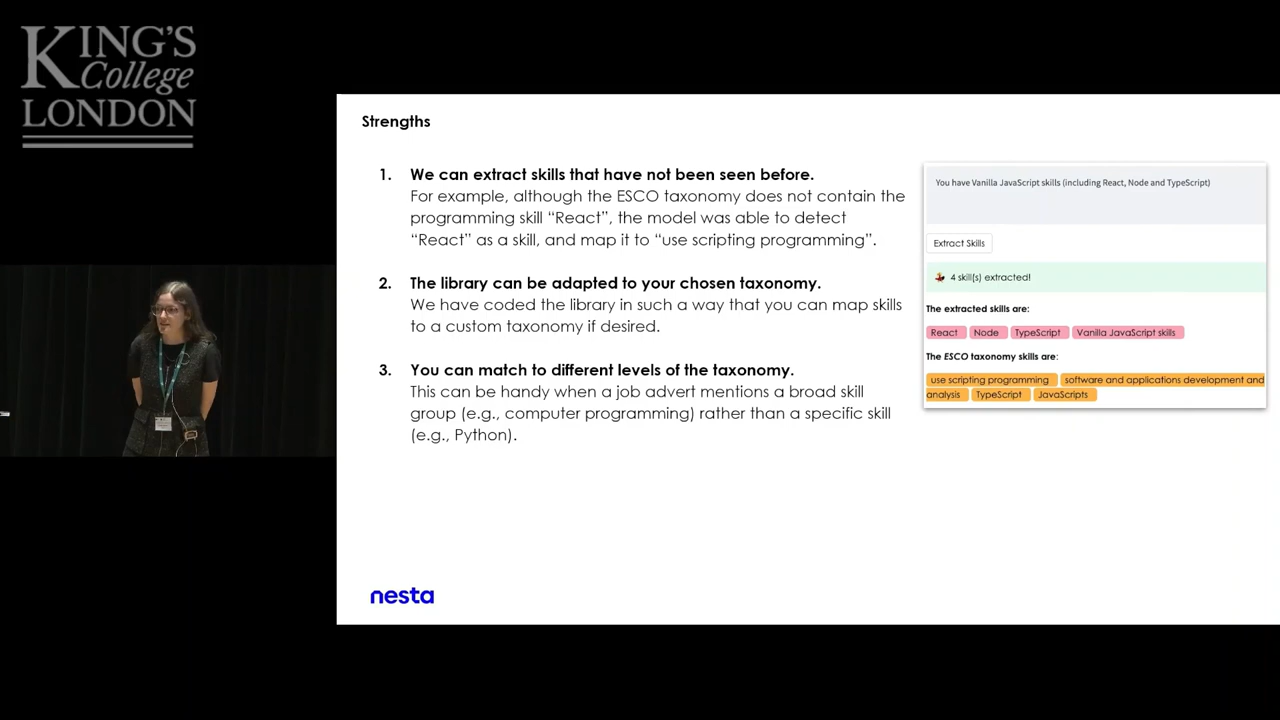 KING'S
College
LONDON
Strengths
1. We can extract skills that have not been seen before.
For example, although the ESCO taxonomy does not contain the
programming skill “React”, the model was able to detect
“React” as a skill, and map it to “use scripting programming”.
2. The library can be adapted to your chosen taxonomy.
We have coded the library in such a way that you can map skills
to a custom taxonomy if desired.
3. You can match to different levels of the taxonomy.
This can be handy when a job advert mentions a broad skill
group (e.g., computer programming) rather than a specific skill
(e.g., Python).
You have Vanilla JavaScript skills (including React, Node and TypeScript)
Extract Skills
4 skill(s) extracted!
The extracted skills are:
React Node TypeScript Vanilla JavaScript skills
The ESCO taxonomy skills are:
use scripting programming software and applications development and
analysis TypeScript JavaScripts
nesta